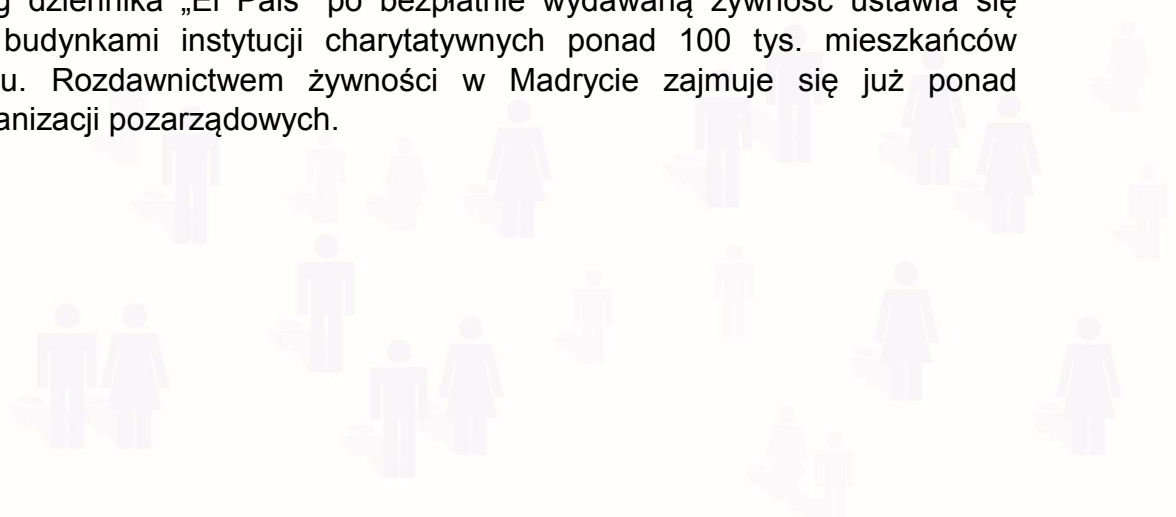 dziennika „El País” po bezpłatnie wydawaną żywność ustawia się
budynkami instytucji charytatywnych ponad 100 tys. mieszkańców
u. Rozdawnictwem żywności w Madrycie zajmuje się już ponad
anizacji pozarządowych.